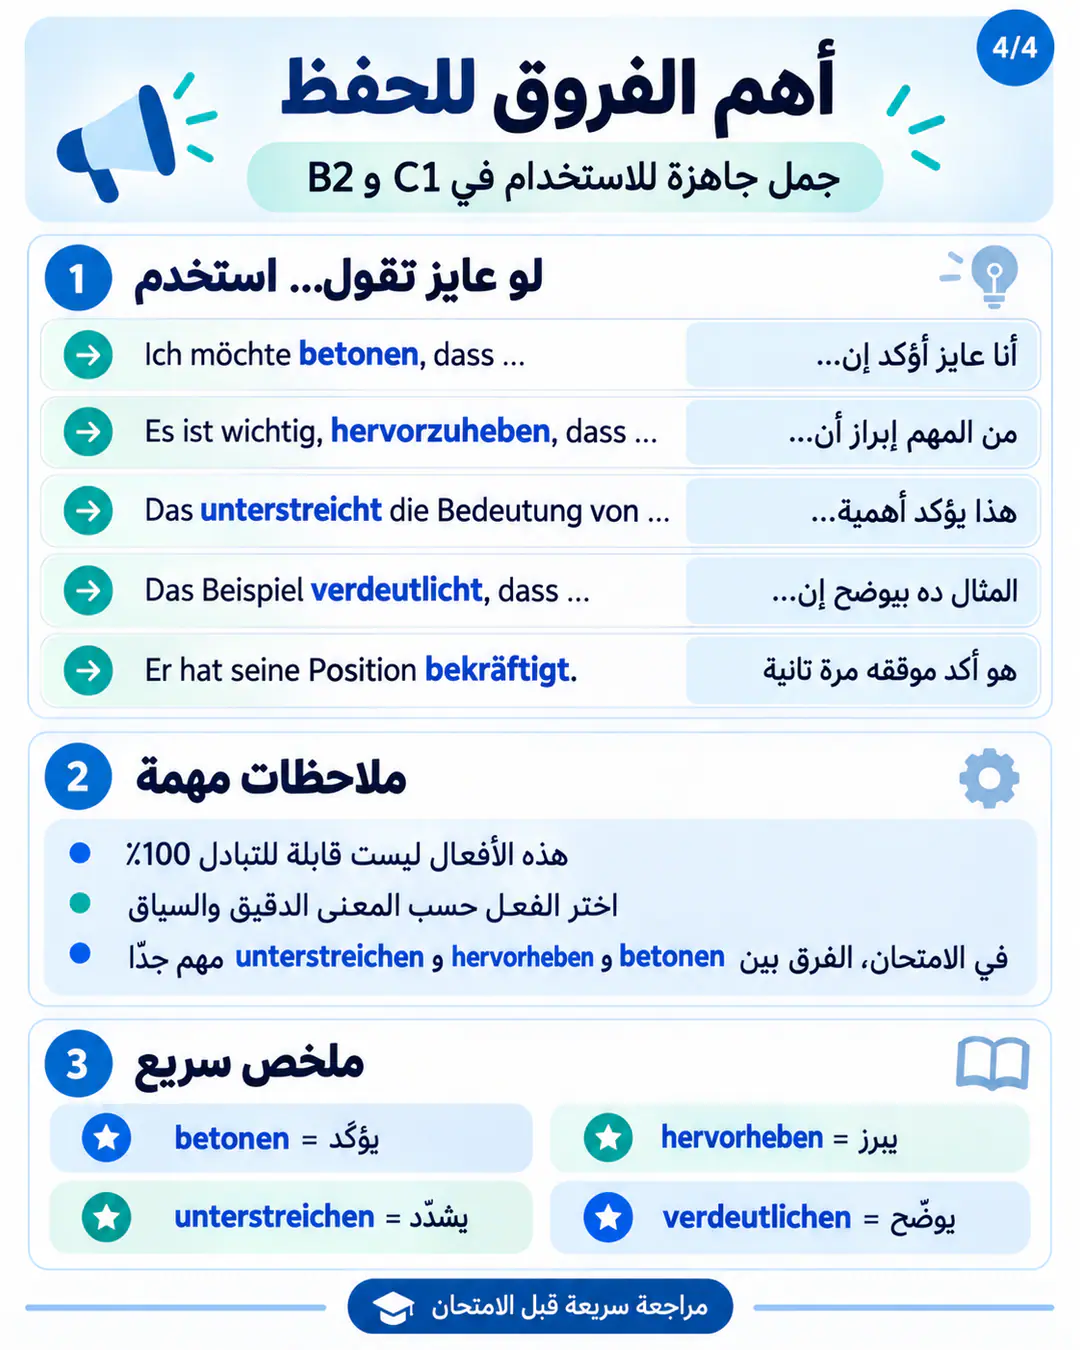 4/4
أهم الفروق للحفظ
جمل جاهزة للاستخدام في C1 و B2
1
لو عايز تقول... استخدم
Ich möchte betonen, dass ...
أنا عايز أؤكد إن...
Es ist wichtig, hervorzuheben, dass ...
من المهم إبراز أن...
Das unterstreicht die Bedeutung von ...
هذا يؤكد أهمية...
Das Beispiel verdeutlicht, dass ...
المثال ده بيوضح إن...
Er hat seine Position bekräftigt.
هو أكد موقفه مرة تانية
2
ملاحظات مهمة
هذه الأفعال ليست قابلة للتبادل 100٪
اختر الفعل حسب المعنى الدقيق والسياق
في الامتحان، الفرق بين betonen و hervorheben و unterstreichen مهم جدّا
3
ملخص سريع
betonen = يؤكّد
hervorheben = يبرز
unterstreichen = يشدّد
verdeutlichen = يوضّح
مراجعة سريعة قبل الامتحان